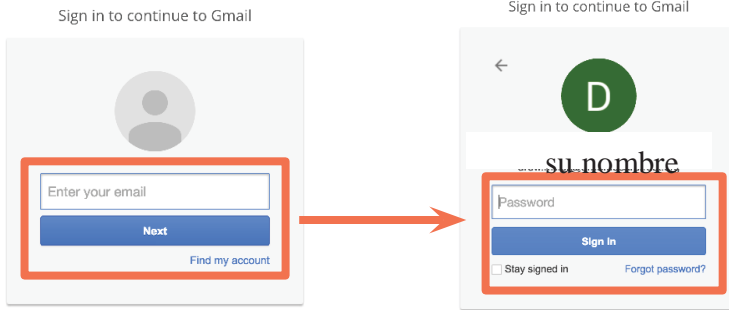 Sign in to continue to Gmail
Enter your email
Next
Find my account
Sign in to continue to Gmail
D
su nombre
Password
Sign in
Stay signed in
Forgot password?